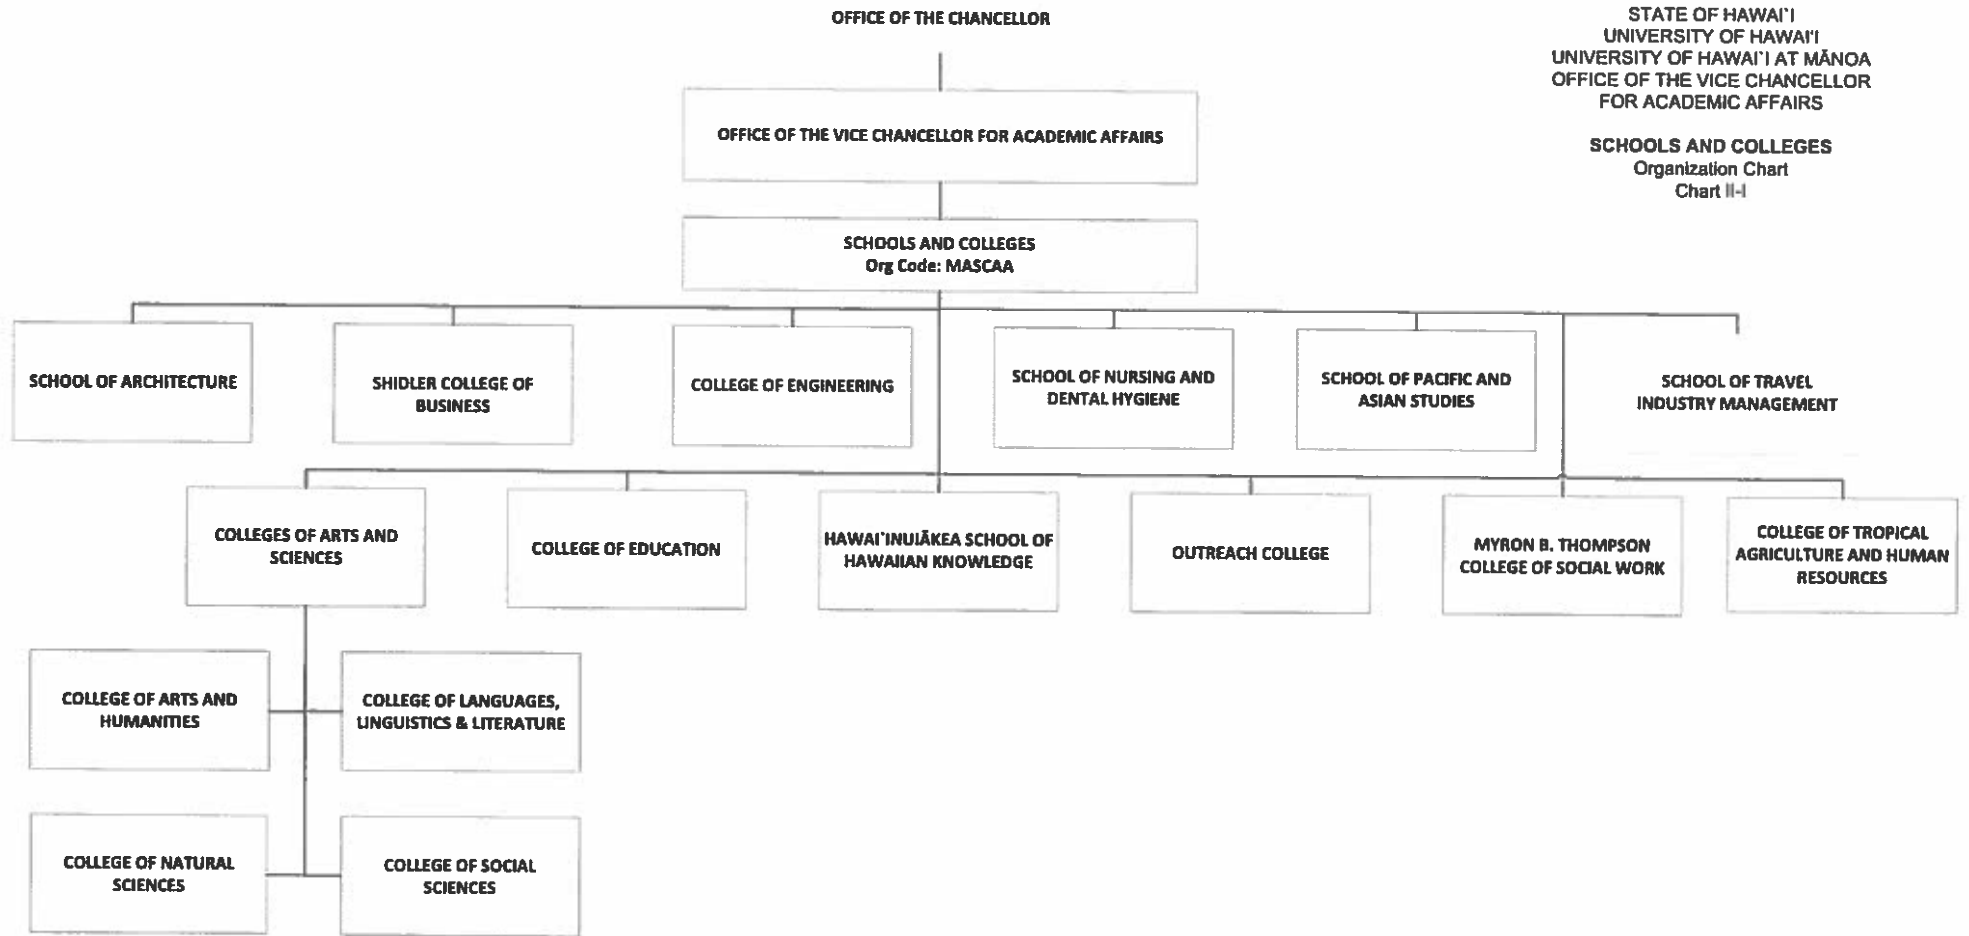 OFFICE OF THE CHANCELLOR
STATE OF HAWAI`I
UNIVERSITY OF HAWAI'I
UNIVERSITY OF HAWAI`I AT MĀNOA
OFFICE OF THE VICE CHANCELLOR
FOR ACADEMIC AFFAIRS
SCHOOLS AND COLLEGES
Organization Chart
Chart II-I
OFFICE OF THE VICE CHANCELLOR FOR ACADEMIC AFFAIRS
SCHOOLS AND COLLEGES
Org Code: MASCAA
SCHOOL OF ARCHITECTURE
SHIDLER COLLEGE OF
BUSINESS
COLLEGE OF ENGINEERING
SCHOOL OF NURSING AND
DENTAL HYGIENE
SCHOOL OF PACIFIC AND
ASIAN STUDIES
SCHOOL OF TRAVEL
INDUSTRY MANAGEMENT
COLLEGES OF ARTS AND
SCIENCES
COLLEGE OF EDUCATION
HAWAI`INUIĀKEA SCHOOL OF
HAWAIIAN KNOWLEDGE
OUTREACH COLLEGE
MYRON B. THOMPSON
COLLEGE OF SOCIAL WORK
COLLEGE OF TROPICAL
AGRICULTURE AND HUMAN
RESOURCES
COLLEGE OF ARTS AND
HUMANITIES
COLLEGE OF LANGUAGES,
LINGUISTICS & LITERATURE
COLLEGE OF NATURAL
SCIENCES
COLLEGE OF SOCIAL
SCIENCES